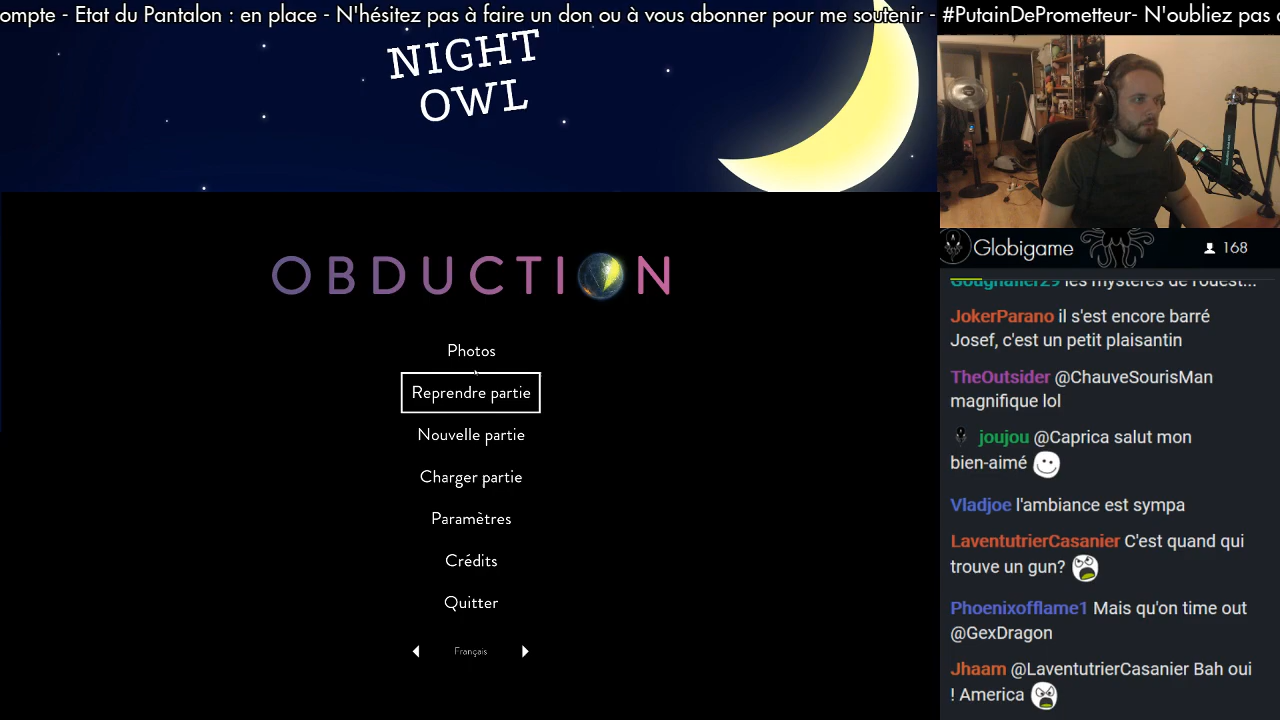 ompte - Etat du Pantalon : en place - N'hésitez pas à faire un don ou à vous abonner pour me soutenir - #PutainDePrometteur- N'oubliez pas
NIGHT
OWL
OBDUCTION
Photos
Reprendre partie
Nouvelle partie
Charger partie
Paramètres
Crédits
Quitter
Français
Globigame 168
Gougnafier29 les mystères de l'ouest...
JokerParano il s'est encore barré
Josef, c'est un petit plaisantin
TheOutsider @ChauveSourisMan
magnifique lol
joujou @Caprica salut mon
bien-aimé
Vladjoe l'ambiance est sympa
LaventutrierCasanier C'est quand qui
trouve un gun?
Phoenixofflame1 Mais qu'on time out
@GexDragon
Jhaam @LaventutrierCasanier Bah oui
! America